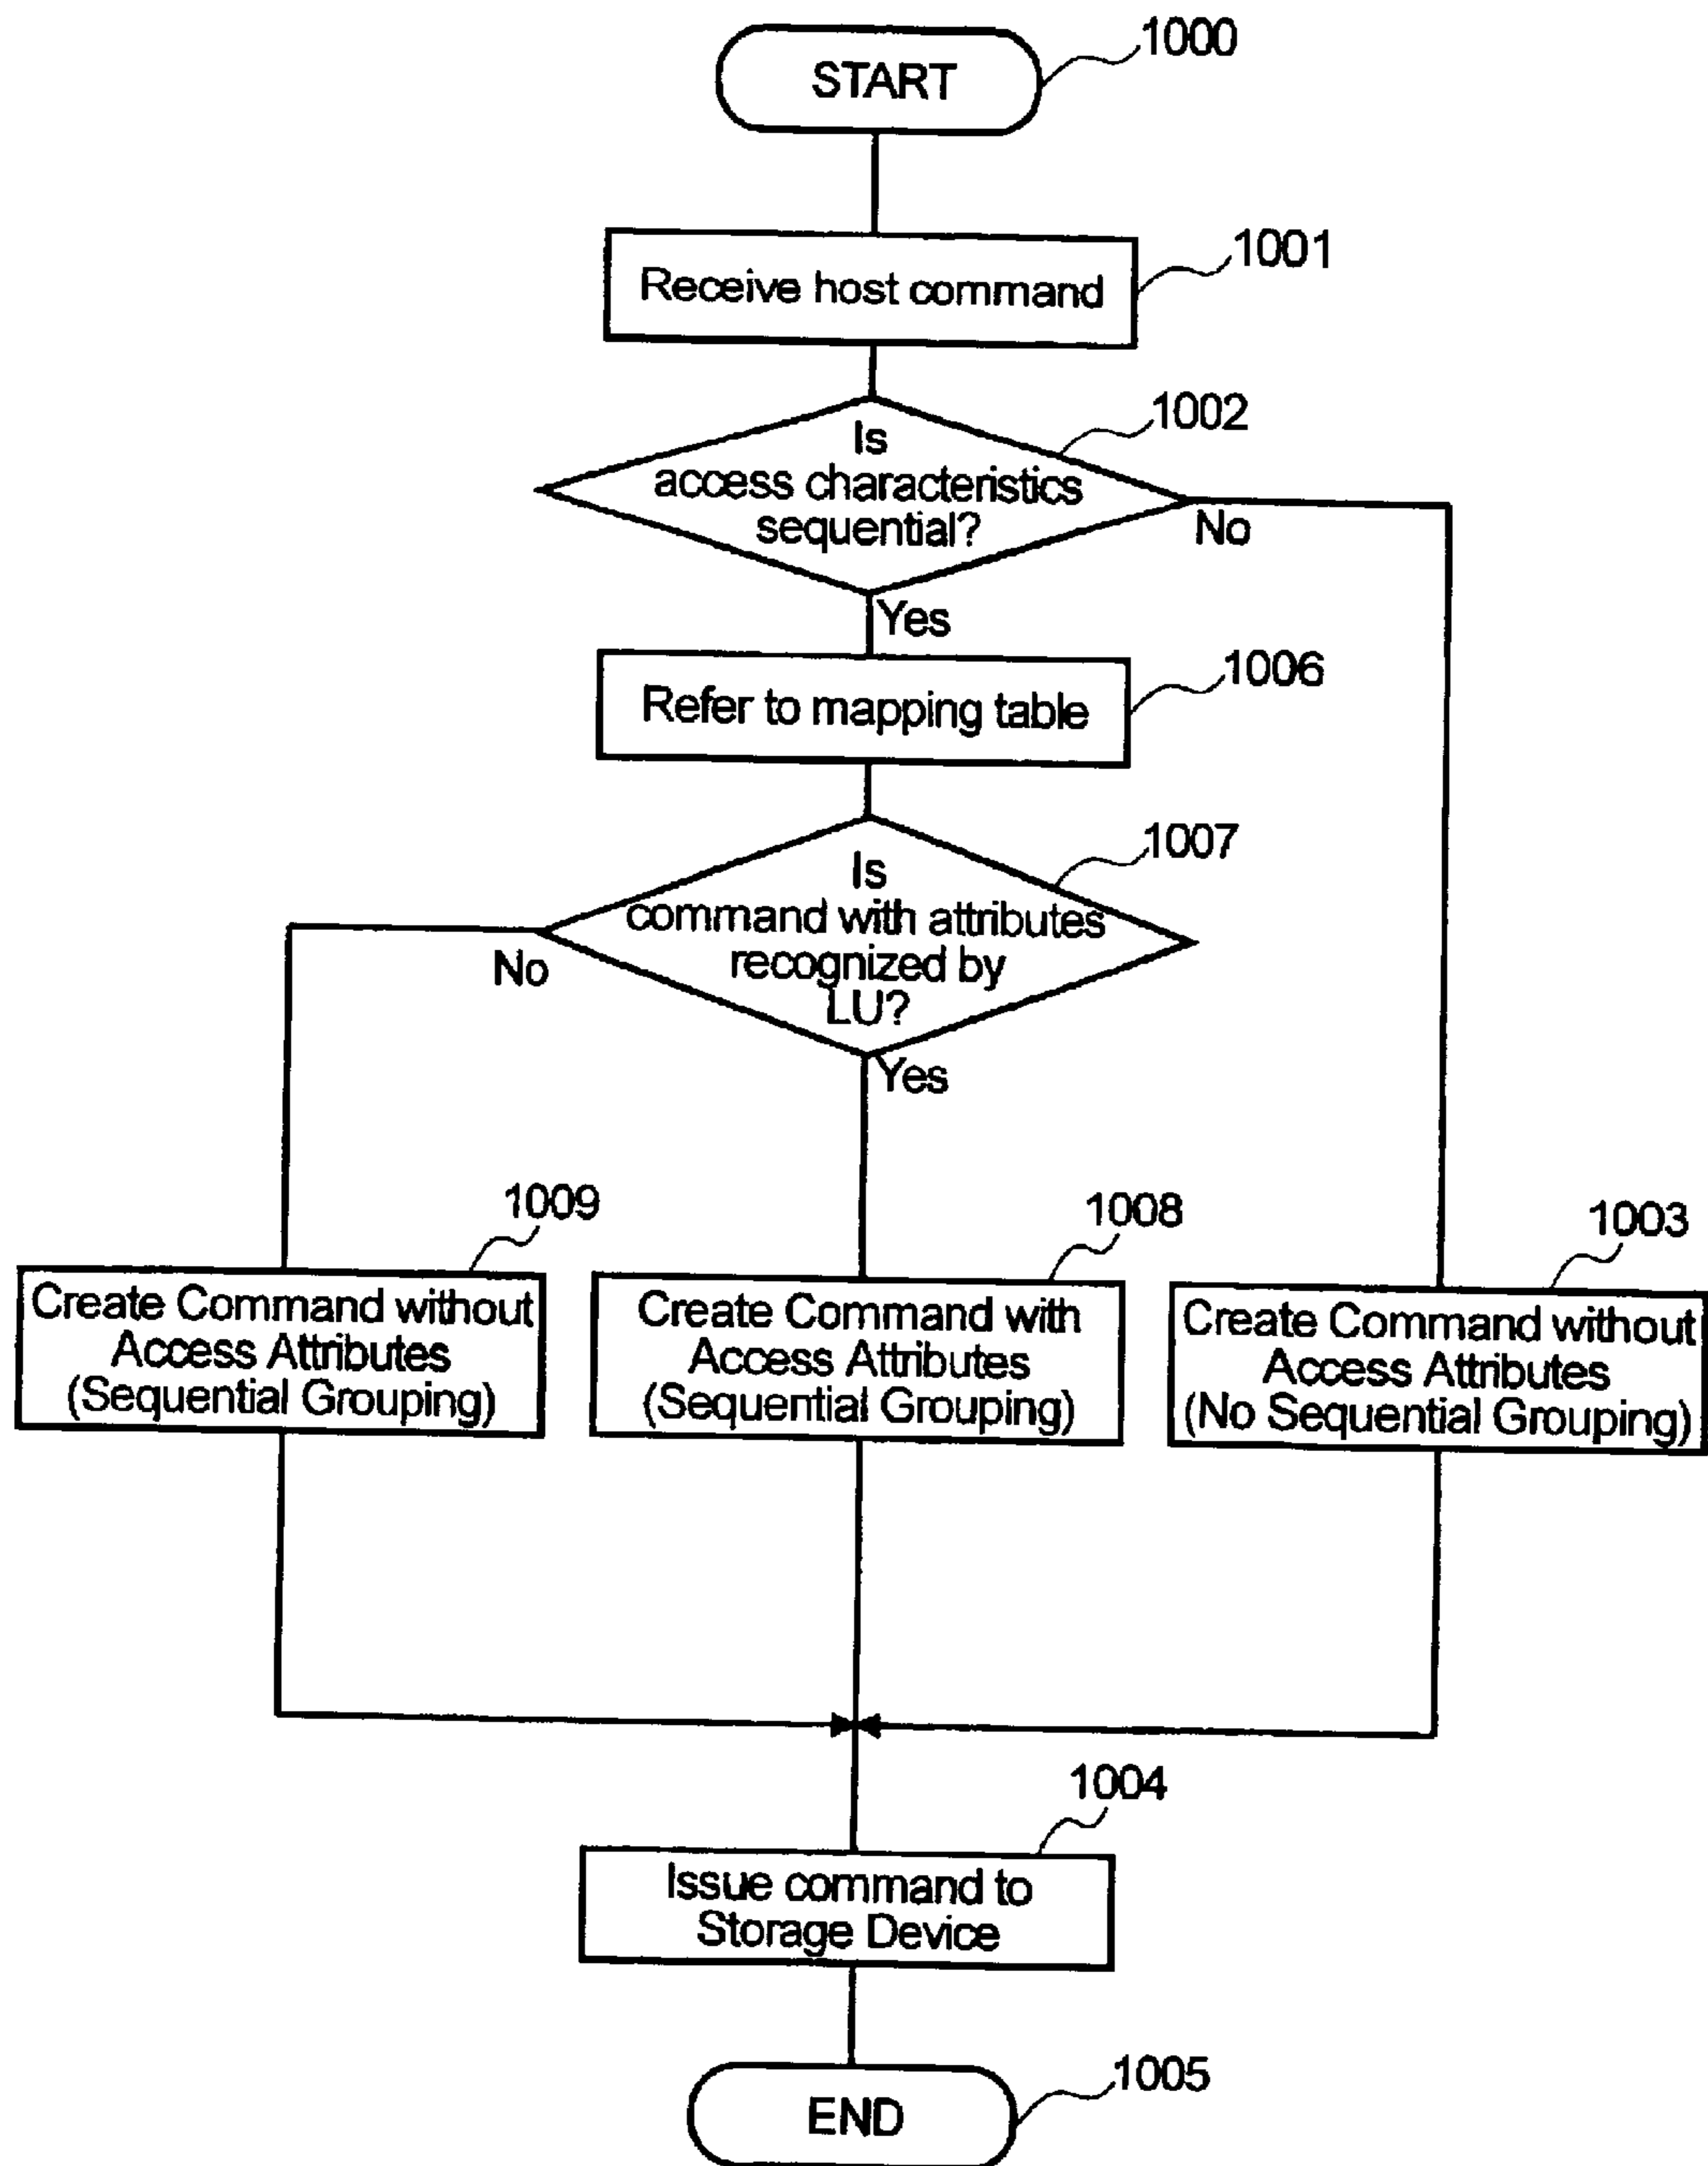 1000
START
1001
Receive host command
1002
Is
access characteristics
sequential?
No
Yes
1006
Refer to mapping table
1007
Is
command with attributes
recognized by
LU?
No
Yes
1009
Create Command without
Access Attributes
(Sequential Grouping)
1008
Create Command with
Access Attributes
(Sequential Grouping)
1003
Create Command without
Access Attributes
(No Sequential Grouping)
1004
Issue command to
Storage Device
1005
END